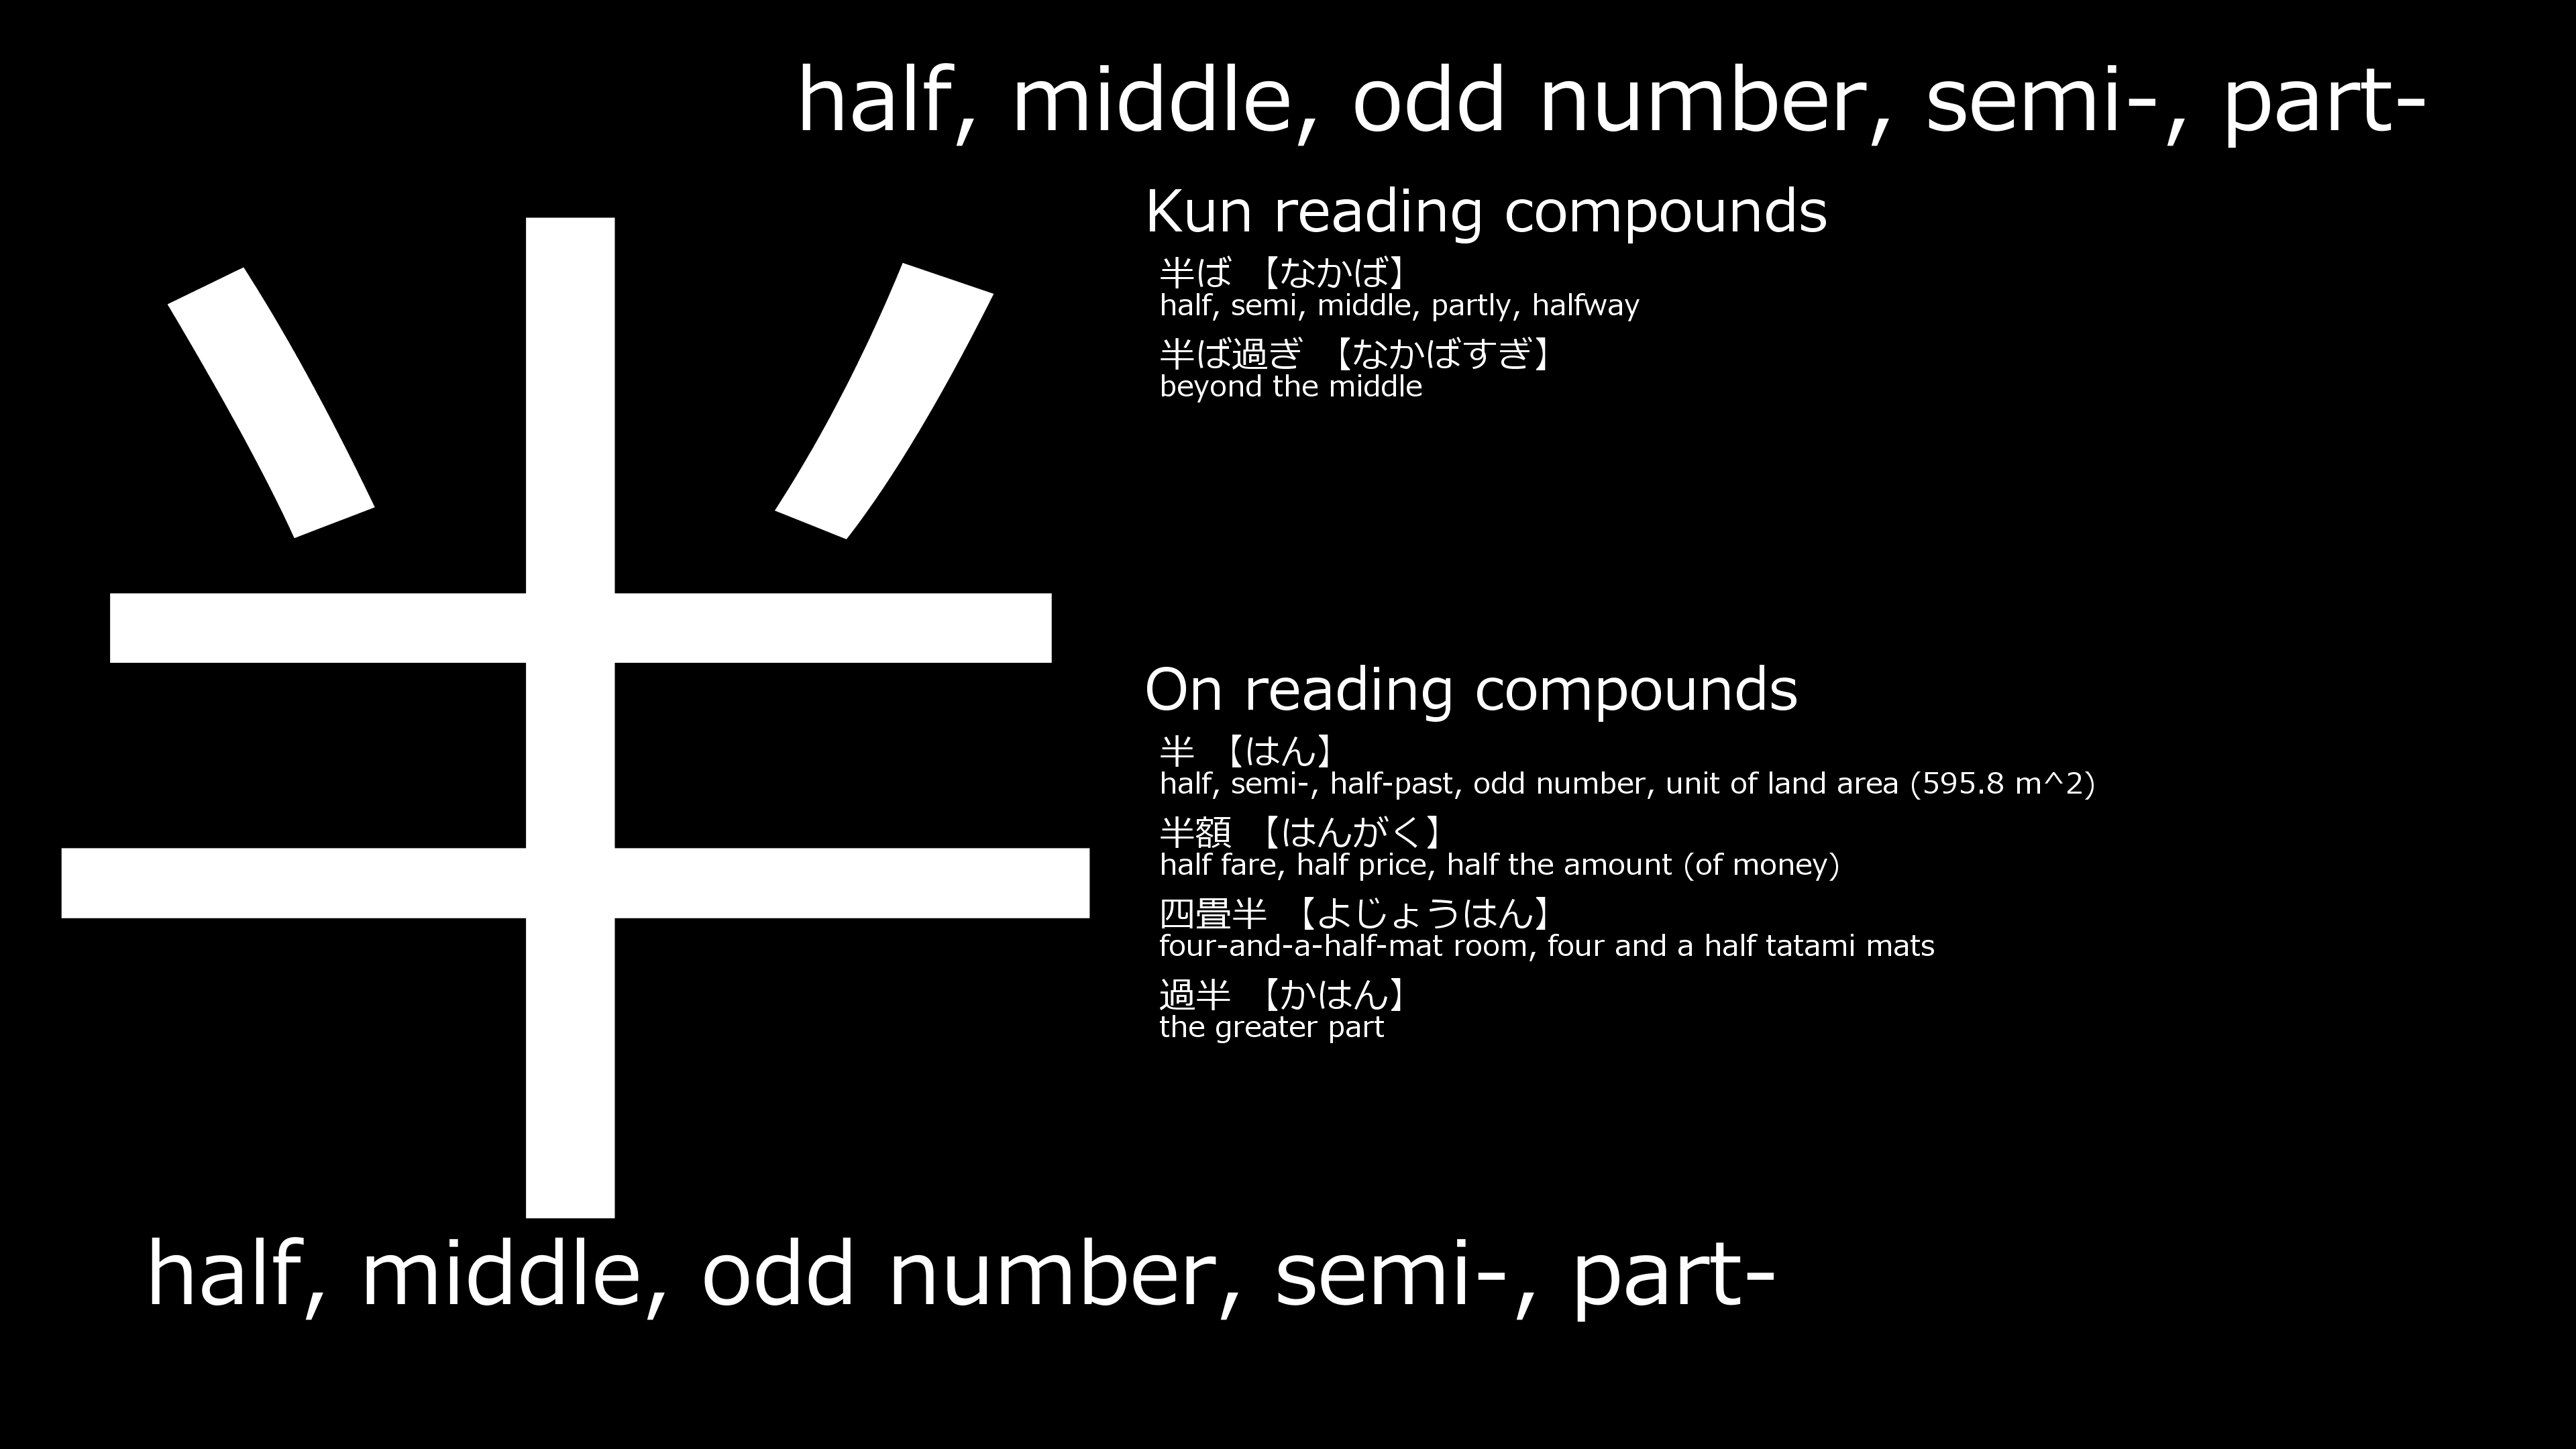 half, middle, odd number, semi-, part-
半
Kun reading compounds
半ば 【なかば】
half, semi, middle, partly, halfway
半ば過ぎ 【なかばすぎ】
beyond the middle
On reading compounds
半 【はん】
half, semi-, half-past, odd number, unit of land area (595.8 m^2)
半額 【はんがく】
half fare, half price, half the amount (of money)
四畳半 【よじょうはん】
four-and-a-half-mat room, four and a half tatami mats
過半 【かはん】
the greater part
half, middle, odd number, semi-, part-